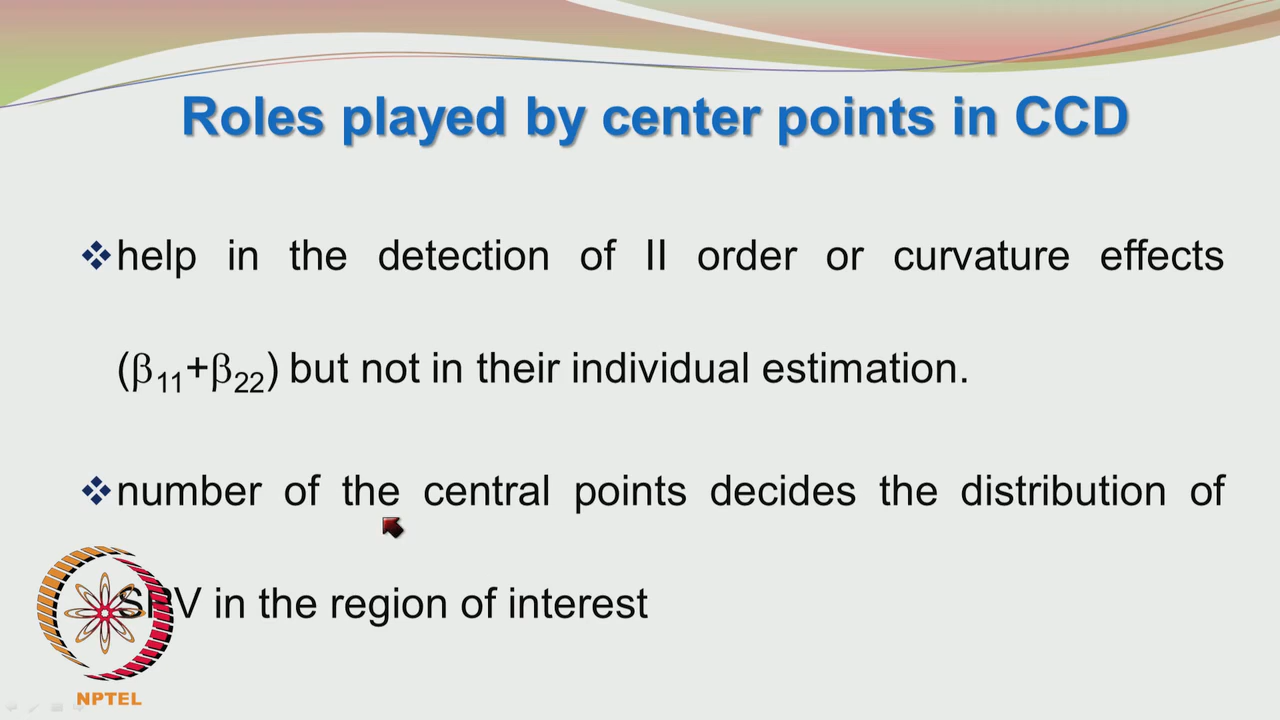 Roles played by center points in CCD
❖help in the detection of II order or curvature effects
(β₁₁+β₂₂) but not in their individual estimation.
❖number of the central points decides the distribution of
SPV in the region of interest
NPTEL